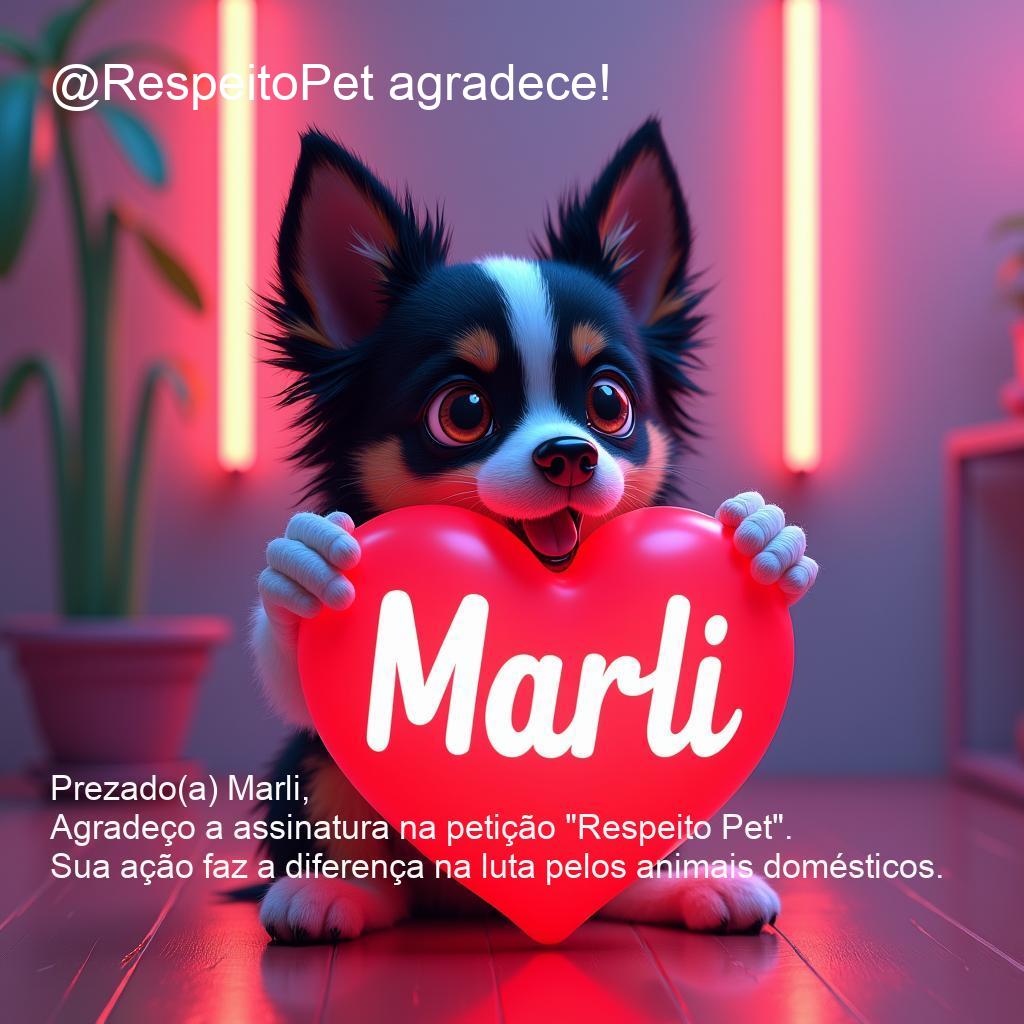 @RespeitoPet agradece!
Marli
Prezado(a) Marli,
Agradeço a assinatura na petição "Respeito Pet".
Sua ação faz a diferença na luta pelos animais domésticos.